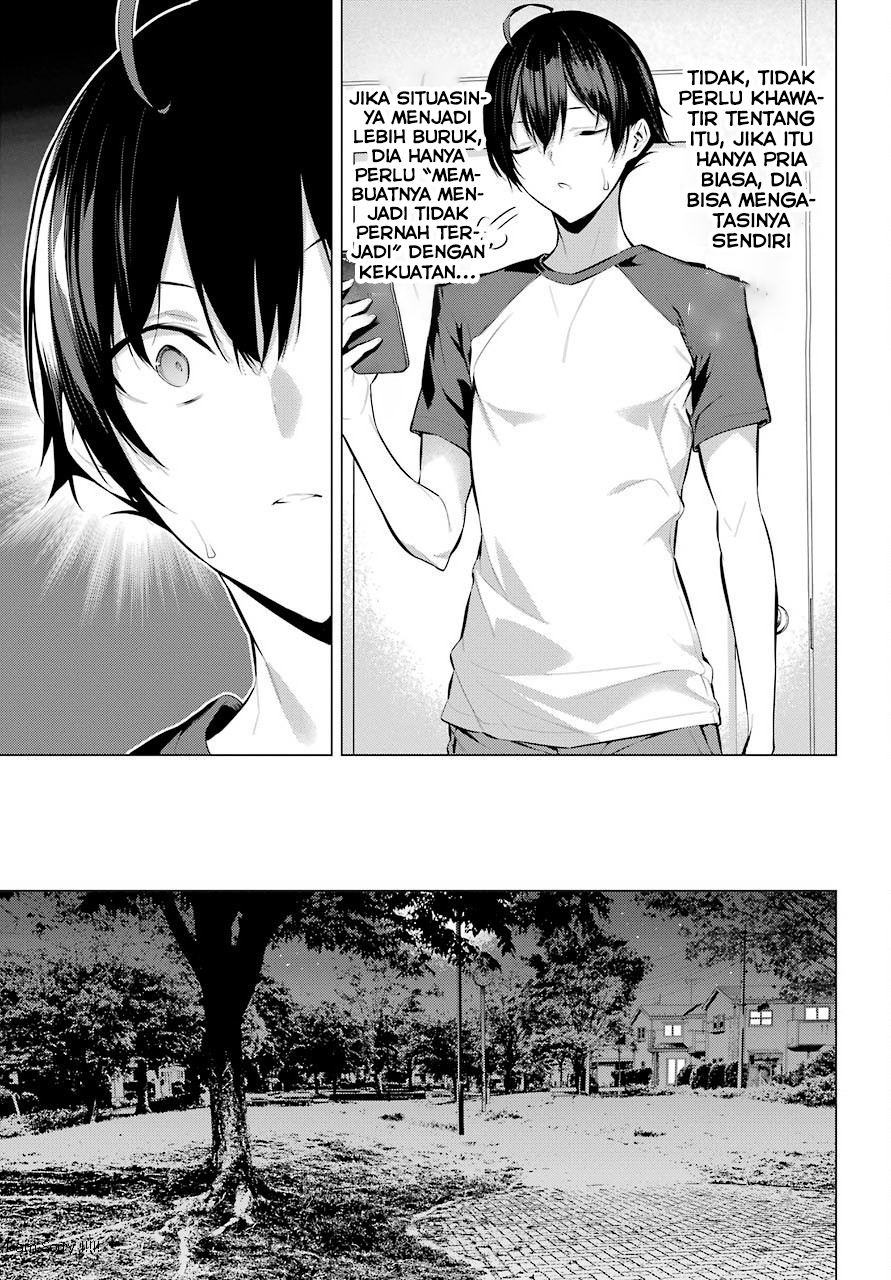 TIDAK, TIDAK
PERLU KHAWA-
TIR TENTANG
ITU, JIKA ITU
HANYA PRIA
BIASA, DIA
BISA MENGA-
TASINYA
SENDIRI
JIKA SITUASIN-
YA MENJADI
LEBIH BURUK,
DIA HANYA
PERLU "MEM-
BUATNYA MEN-
JADI TIDAK
PERNAH TER-
JADI" DENGAN
KEKUATAN...